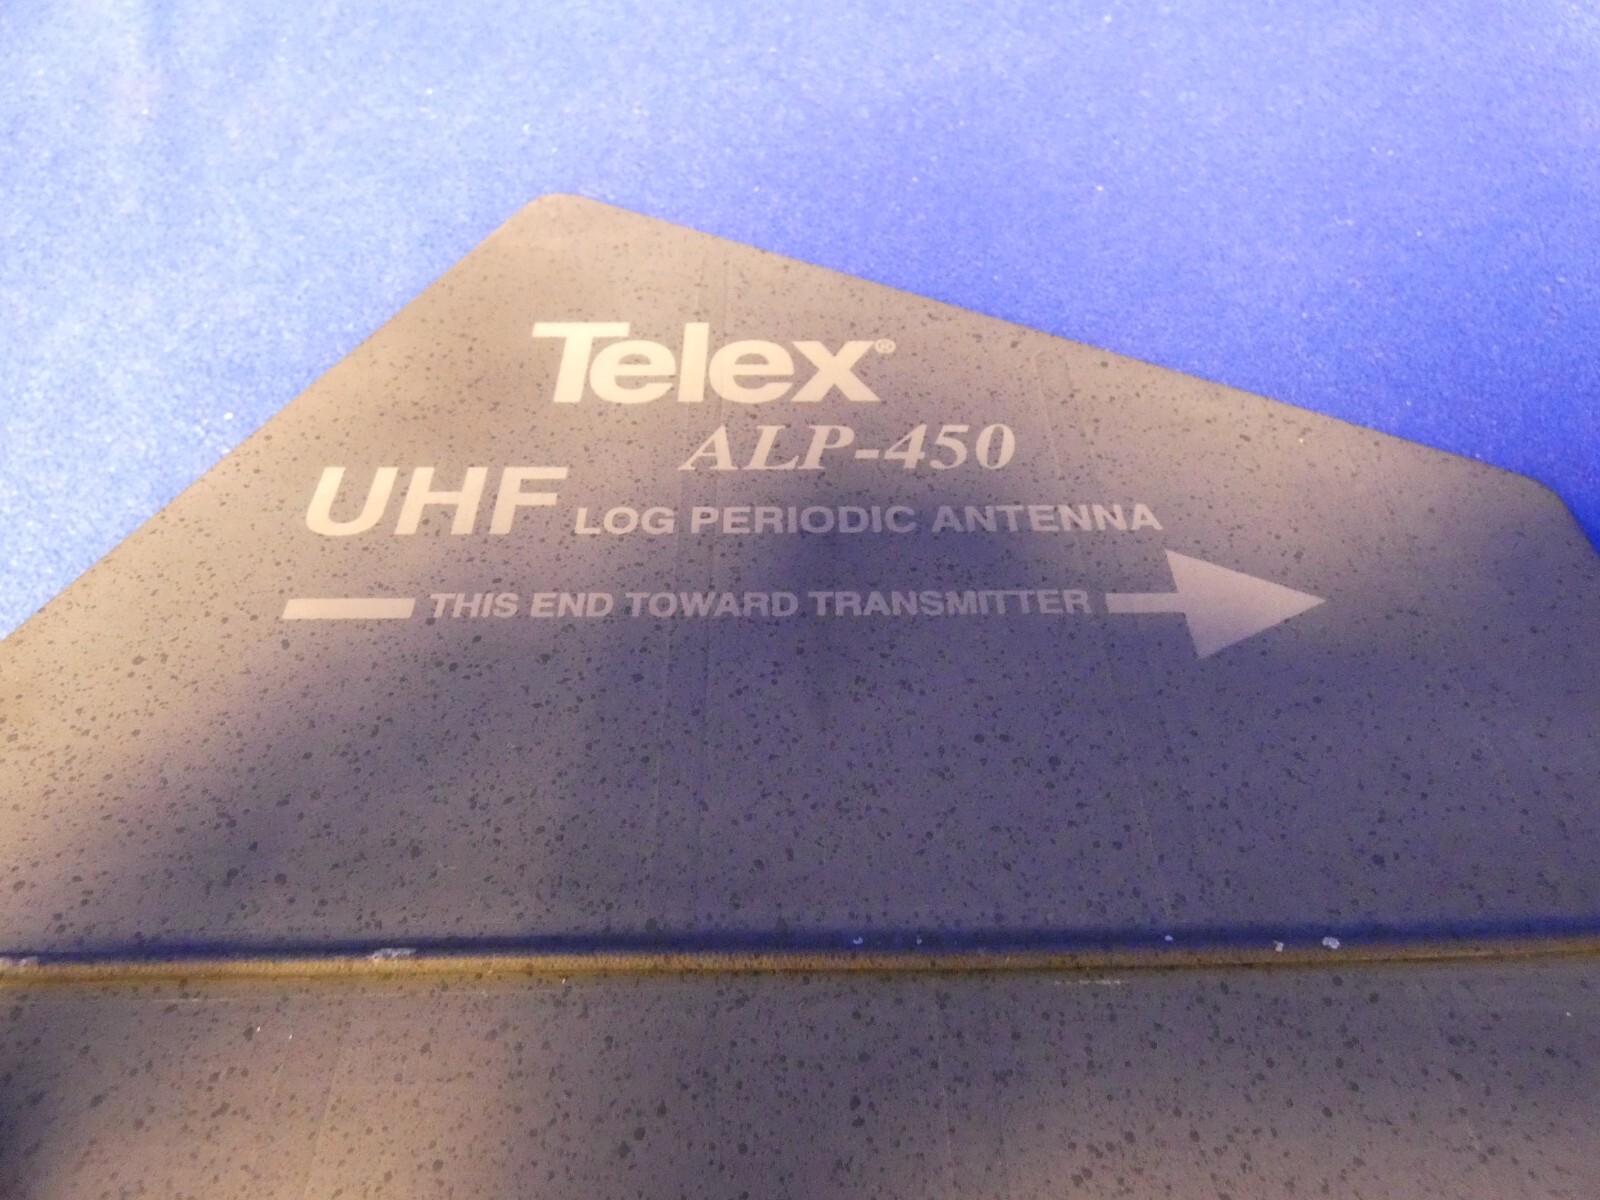 Telex®
ALP-450
UHF LOG PERIODIC ANTENNA
THIS END TOWARD TRANSMITTER